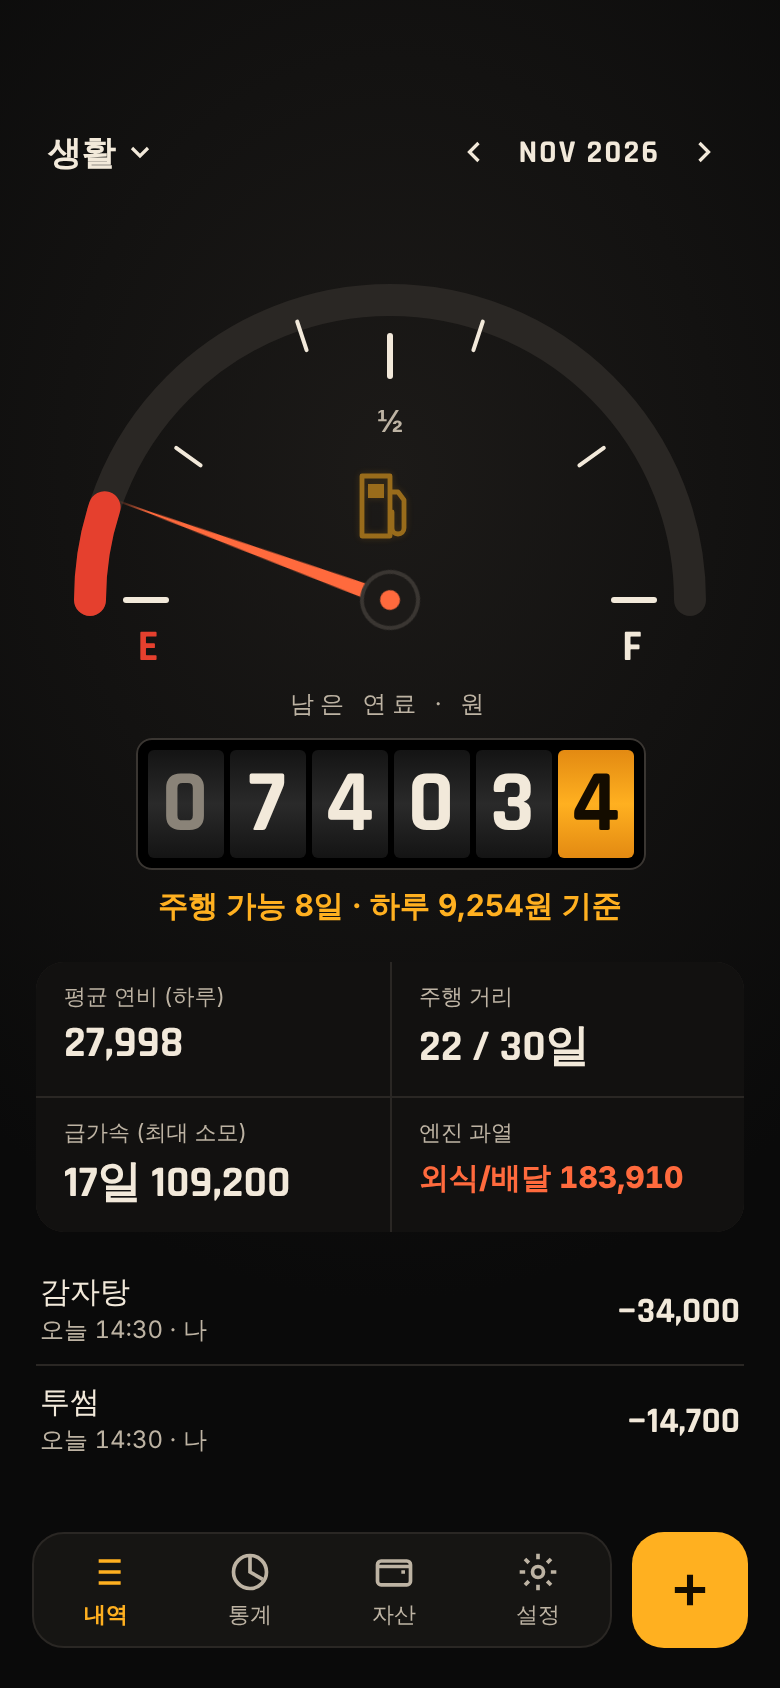 생활
NOV 2026
½
E
F
남은 연료 · 원
074034
주행 가능 8일 · 하루 9,254원 기준
평균 연비 (하루)
27,998
주행 거리
22 / 30일
급가속 (최대 소모)
17일 109,200
엔진 과열
외식/배달 183,910
감자탕
오늘 14:30 · 나
−34,000
투썸
오늘 14:30 · 나
−14,700
내역
통계
자산
설정
+